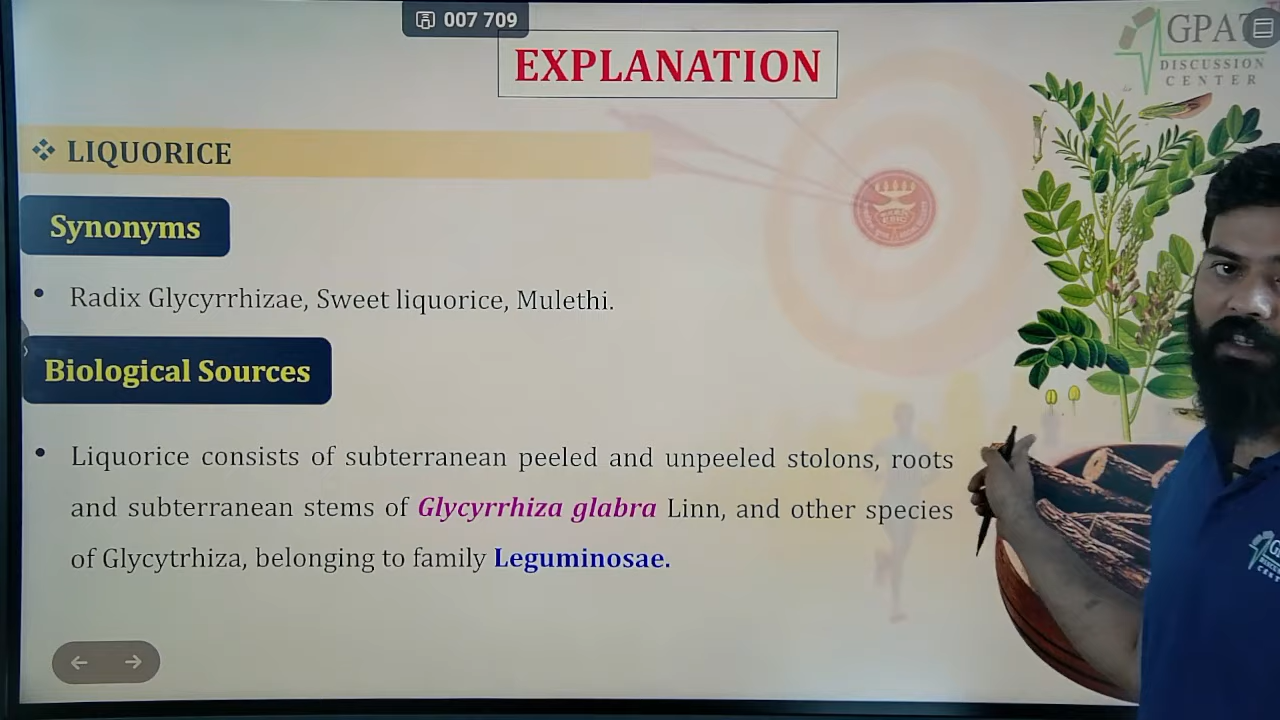 007 709
EXPLANATION
GPAT
DISCUSSION
CENTER
❖ LIQUORICE
Synonyms
• Radix Glycyrrhizae, Sweet liquorice, Mulethi.
Biological Sources
• Liquorice consists of subterranean peeled and unpeeled stolons, roots
and subterranean stems of Glycyrrhiza glabra Linn, and other species
of Glycytrhiza, belonging to family Leguminosae.